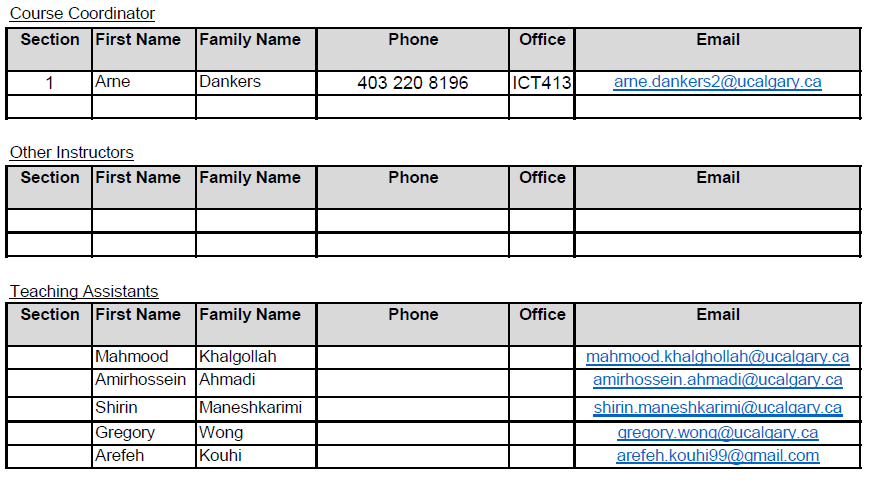 Course Coordinator
Section First Name Family Name Phone Office Email
1 Arne Dankers 403 220 8196 ICT413 arne.dankers2@ucalgary.ca
Other Instructors
Section First Name Family Name Phone Office Email
Teaching Assistants
Section First Name Family Name Phone Office Email
Mahmood Khalgollah mahmood.khalghollah@ucalgary.ca
Amirhossein Ahmadi amirhossein.ahmadi@ucalgary.ca
Shirin Maneshkarimi shirin.maneshkarimi@ucalgary.ca
Gregory Wong gregory.wong@ucalgary.ca
Arefeh Kouhi arefeh.kouhi99@gmail.com